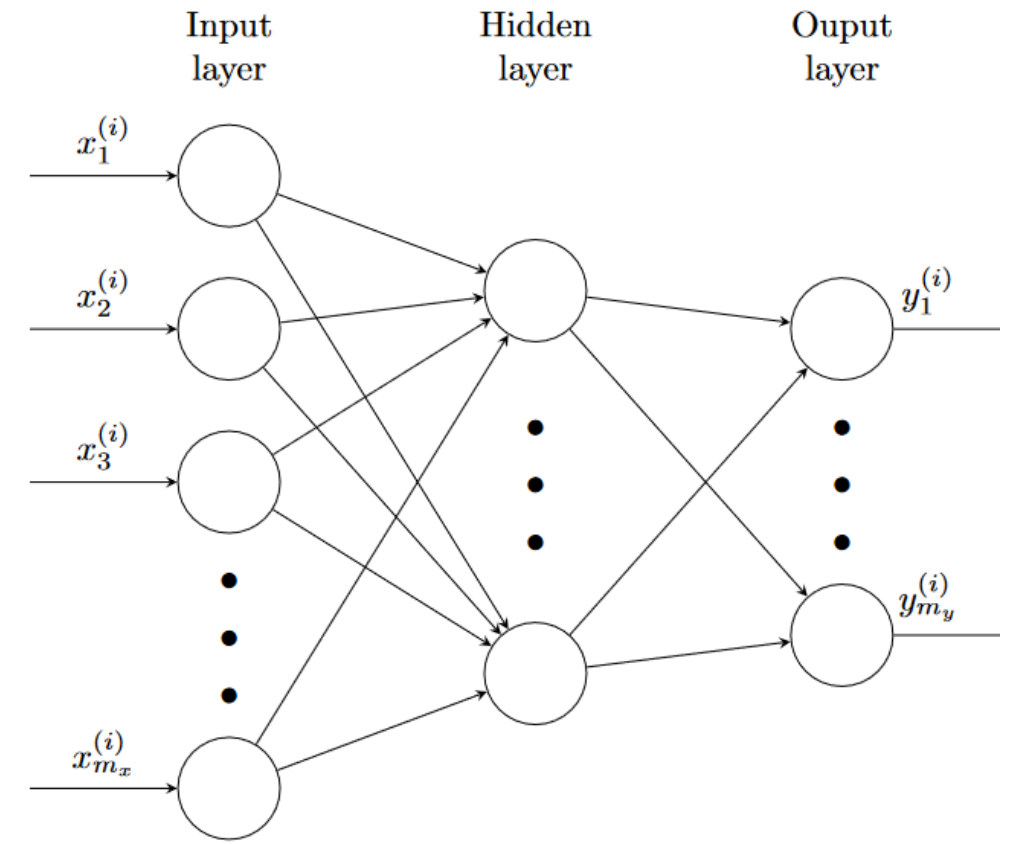 Input Hidden Ouput
layer layer layer
x_1^{(i)}
x_2^{(i)} y_1^{(i)}
x_3^{(i)}
y_{m_y}^{(i)}
x_{m_x}^{(i)}